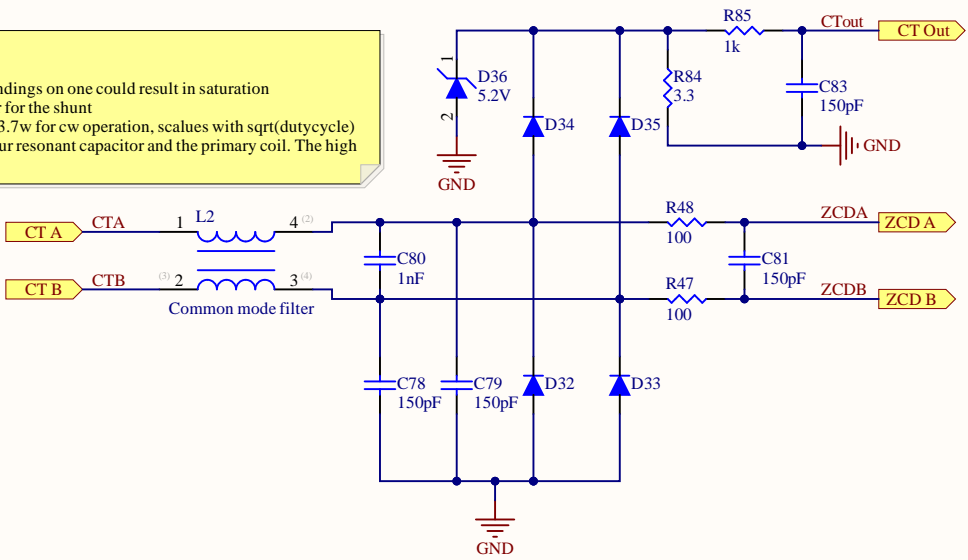 ndings on one could result in saturation
for the shunt
3.7w for cw operation, scalues with sqrt(dutycycle)
ur resonant capacitor and the primary coil. The high
R85
1k
CTout
CT Out
1
D36
5.2V
2
GND
D34
D35
R84
3.3
C83
150pF
GND
CT A
CTA
1
L2
4
(2)
CT B
CTB
(3)
2
3
(4)
Common mode filter
C80
1nF
R48
100
ZCDA
ZCD A
C81
150pF
R47
100
ZCDB
ZCD B
C78
150pF
C79
150pF
D32
D33
GND